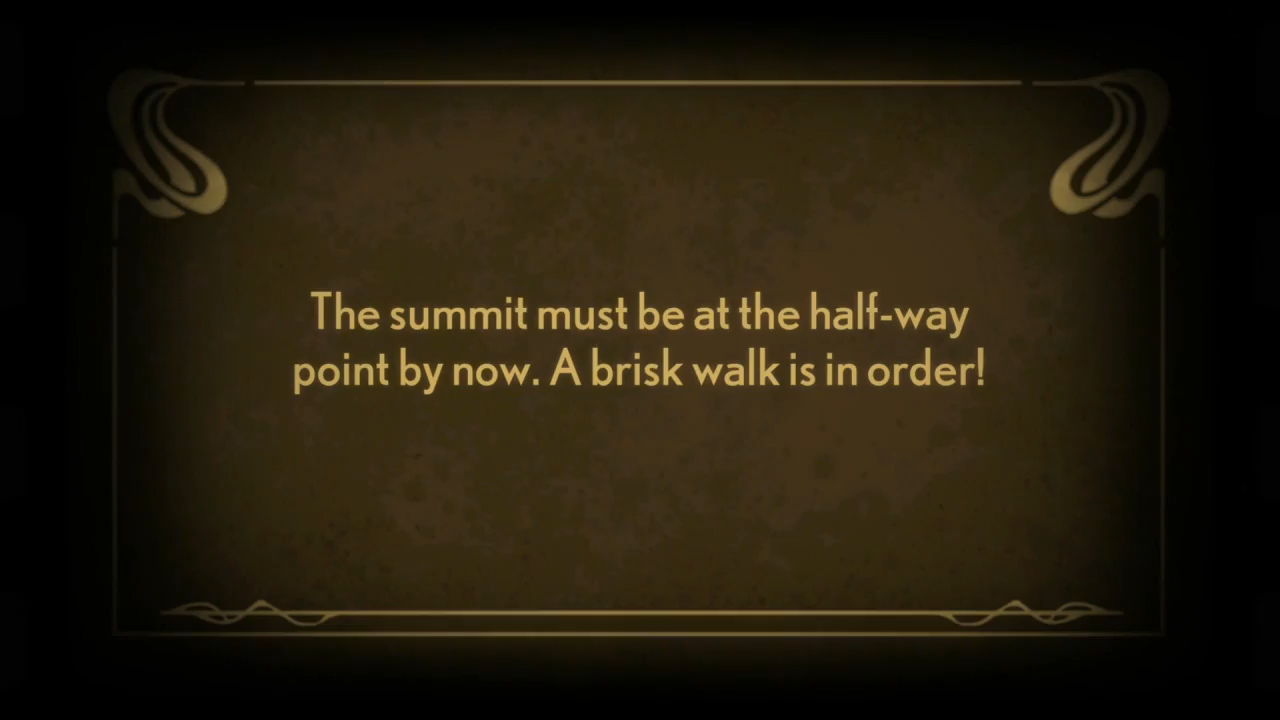 The summit must be at the half-way
point by now. A brisk walk is in order!